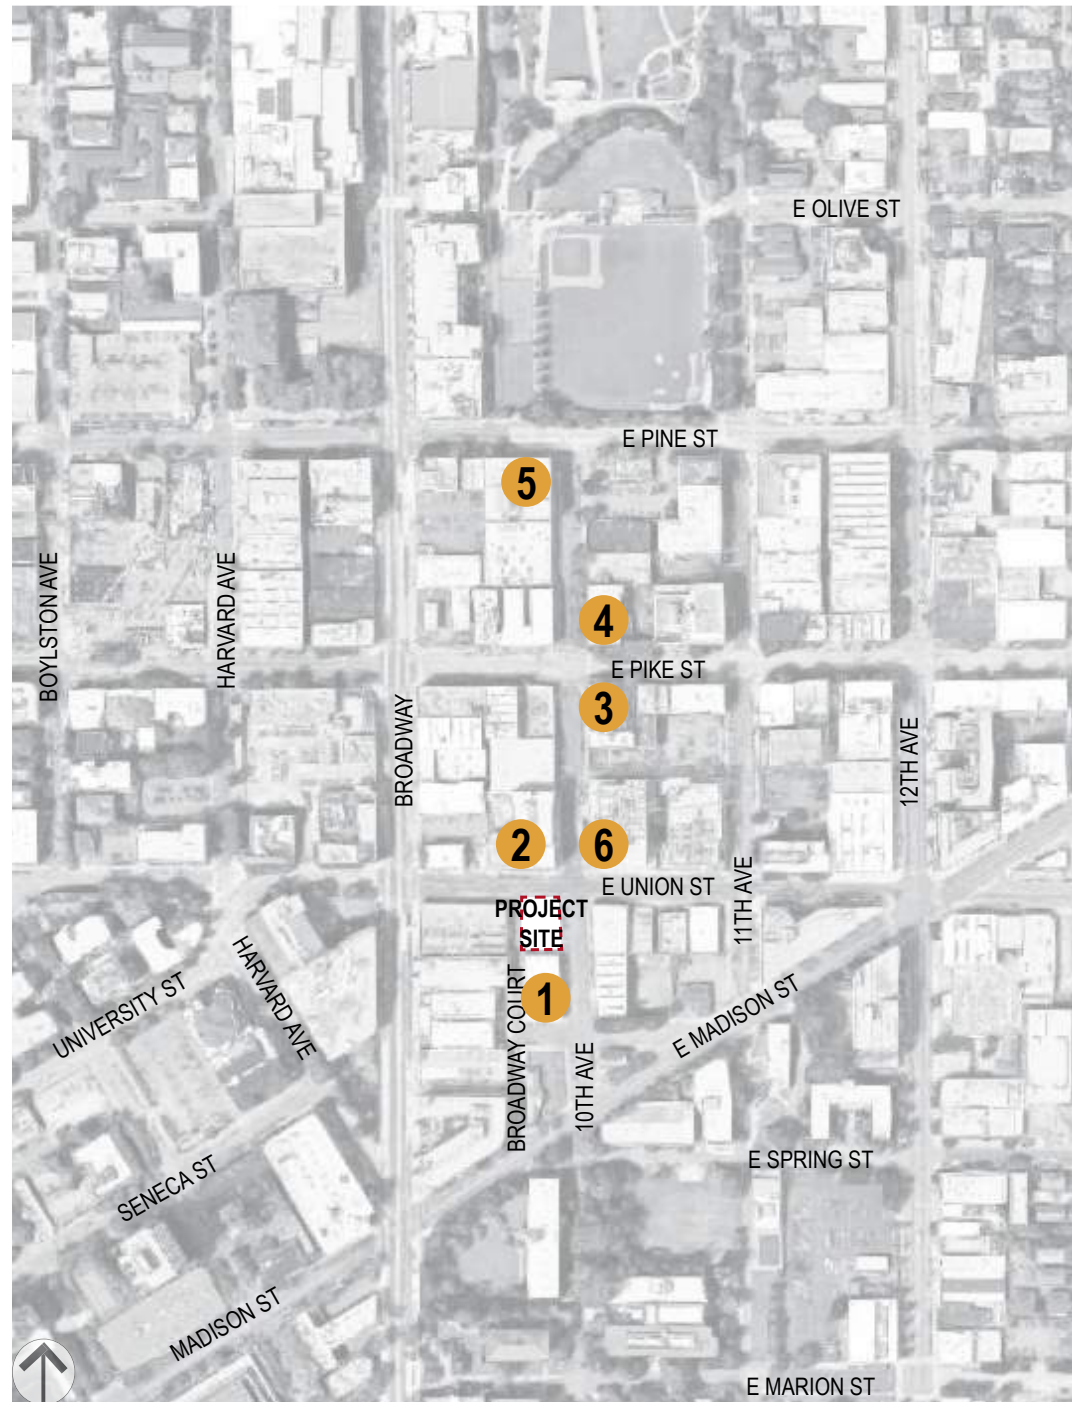 E OLIVE ST
E PINE ST
5
BOYLSTON AVE
HARVARD AVE
4
E PIKE ST
3
BROADWAY
12TH AVE
2
6
E UNION ST
11TH AVE
PROJECT
SITE
UNIVERSITY ST
HARVARD AVE
BROADWAY COURT
1
E MADISON ST
10TH AVE
E SPRING ST
SENECA ST
MADISON ST
E MARION ST